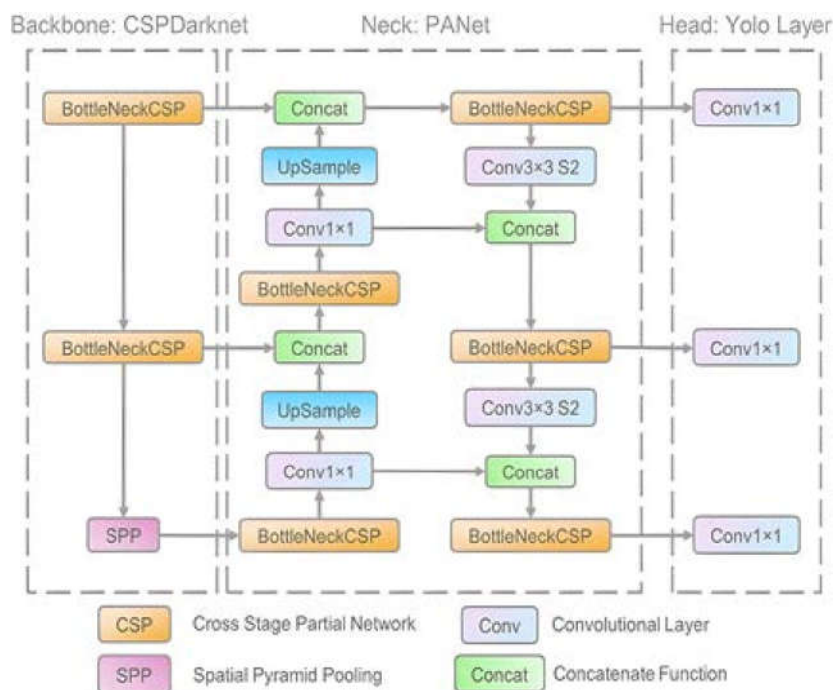 Backbone: CSPDarknet Neck: PANet Head: Yolo Layer
BottleNeckCSP Concat BottleNeckCSP Conv1×1
UpSample Conv3×3 S2
Conv1×1 Concat
BottleNeckCSP
BottleNeckCSP Concat BottleNeckCSP Conv1×1
UpSample Conv3×3 S2
Conv1×1 Concat
SPP BottleNeckCSP BottleNeckCSP Conv1×1
CSP Cross Stage Partial Network Conv Convolutional Layer
SPP Spatial Pyramid Pooling Concat Concatenate Function